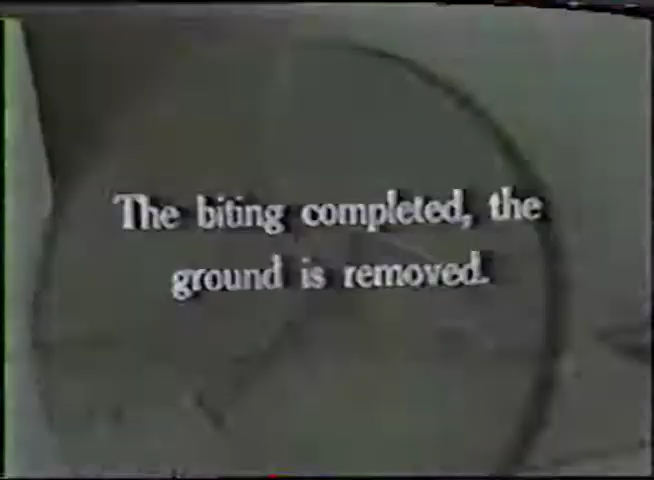 The biting completed, the
ground is removed.